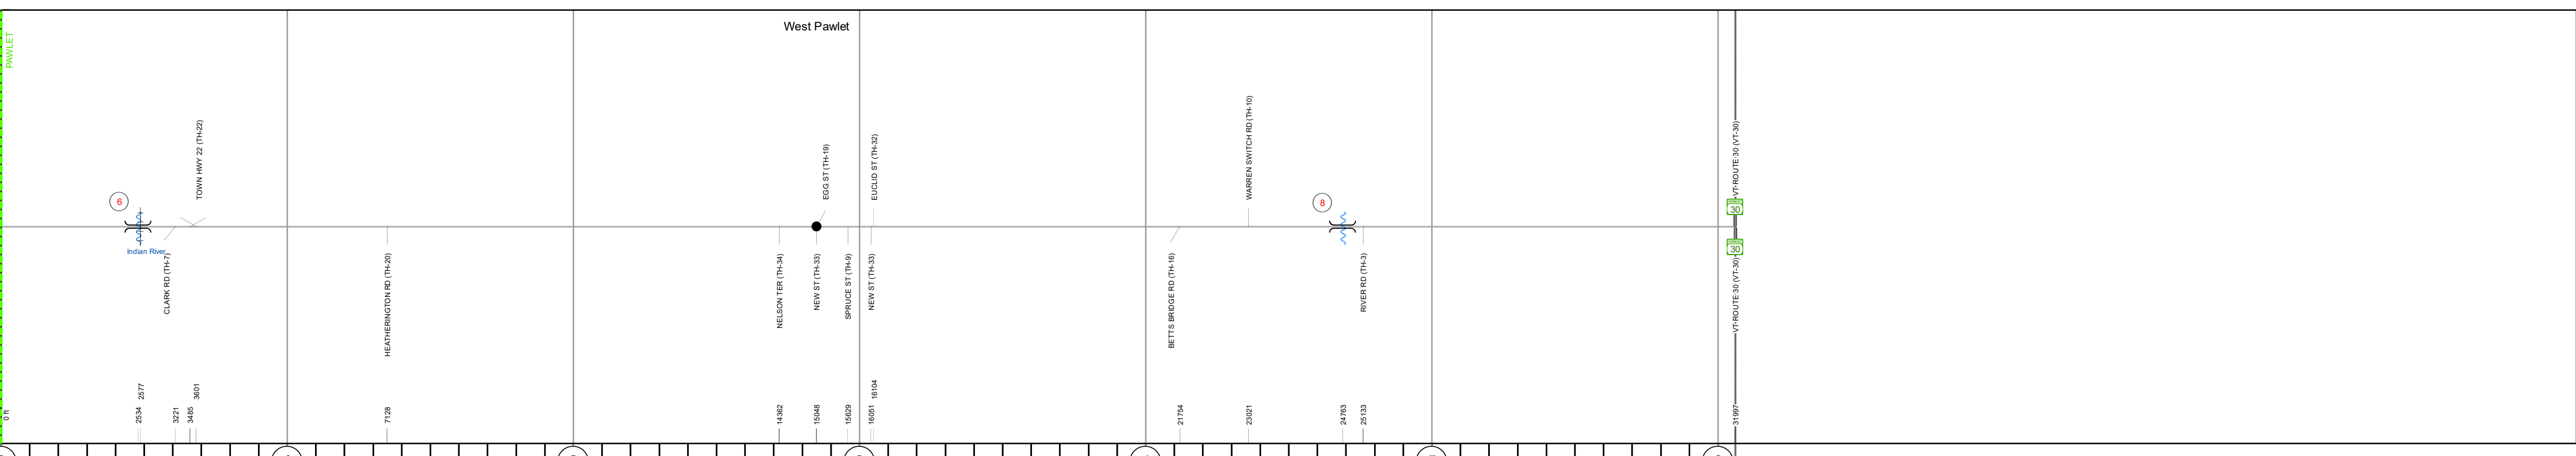 West Pawlet
PAWLET
TOWN HWY 22 (TH-22)
EGG ST (TH-19)
EUCLID ST (TH-32)
WARREN SWITCH RD (TH-10)
VT-ROUTE 30 (VT-30)
6
8
30
30
Indian River
CLARK RD (TH-7)
HEATHERINGTON RD (TH-20)
NELSON TER (TH-34)
NEW ST (TH-33)
SPRUCE ST (TH-9)
NEW ST (TH-33)
BETTS BRIDGE RD (TH-16)
RIVER RD (TH-3)
VT-ROUTE 30 (VT-30)
0 ft
2534
2577
3221
3485
3601
7128
14362
15048
15629
16051
16104
21754
23021
24763
25133
31997